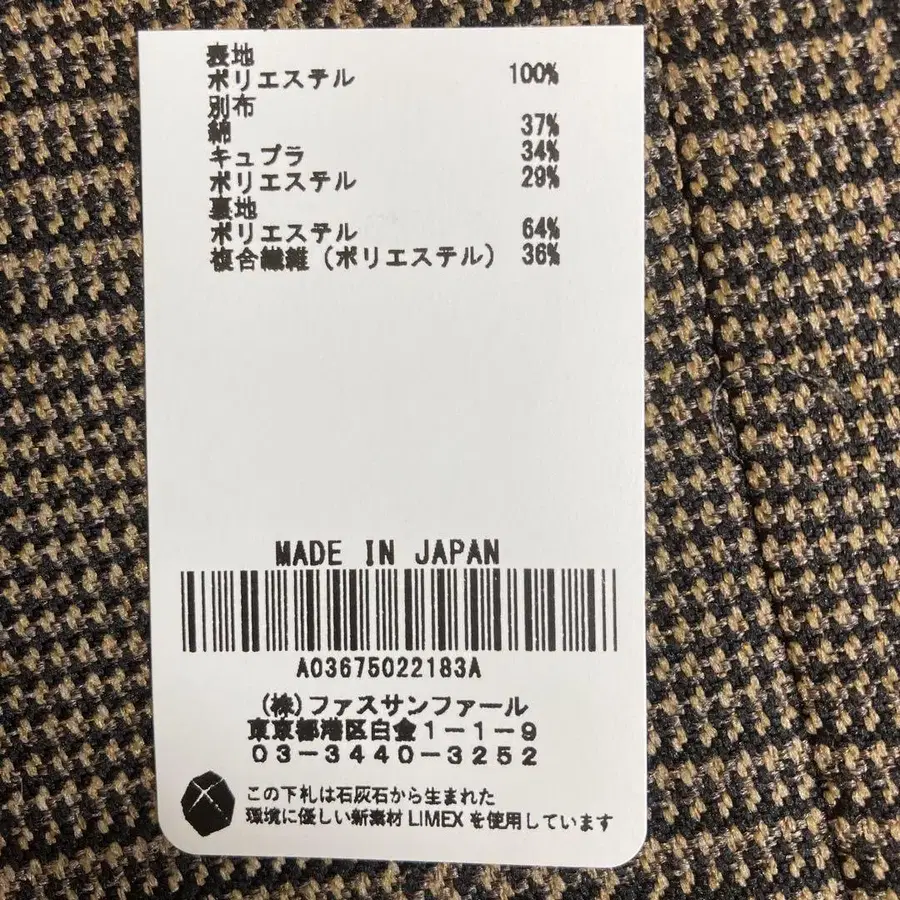 表地
ポリエステル 100%
別布
綿 37%
キュプラ 34%
ポリエステル 29%
裏地
ポリエステル 64%
複合繊維(ポリエステル) 36%
MADE IN JAPAN
A03675022183A
(株)ファスサンファール
東京都港区白金1-1-9
03-3440-3252
この下札は石灰石から生まれた
環境に優しい新素材 LIMEX を使用しています